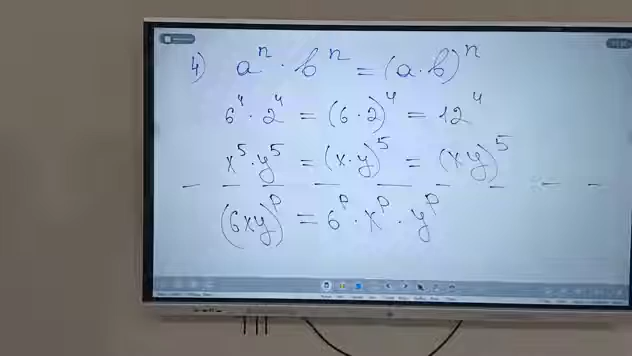 4) aⁿ · bⁿ = (a · b)ⁿ
6⁴ · 2⁴ = (6 · 2)⁴ = 12⁴
x⁵ · y⁵ = (x · y)⁵ = (xy)⁵
(6xy)ᵖ = 6ᵖ · xᵖ · yᵖ